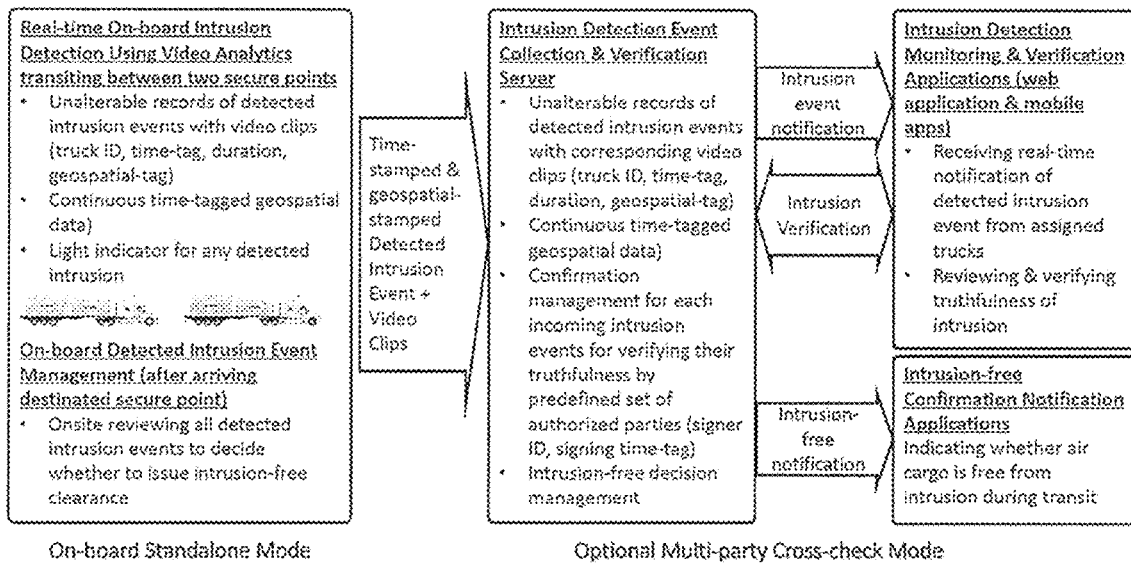 Real-time On-board Intrusion
Detection Using Video Analytics
transiting between two secure points
• Unalterable records of detected
intrusion events with video clips
(truck ID, time-tag, duration,
geospatial-tag)
• Continuous time-tagged geospatial
data)
• Light indicator for any detected
intrusion
On-board Detected Intrusion Event
Management (after arriving
destinated secure point)
• Onsite reviewing all detected
intrusion events to decide
whether to issue intrusion-free
clearance
On-board Standalone Mode
Time-
stamped &
geospatial-
stamped
Detected
Intrusion
Event +
Video
Clips
Intrusion Detection Event
Collection & Verification
Server
• Unalterable records of
detected intrusion events
with corresponding video
clips (truck ID, time-tag,
duration, geospatial-tag)
• Continuous time-tagged
geospatial data)
• Confirmation
management for each
incoming intrusion
events for verifying their
truthfulness by
predefined set of
authorized parties (signer
ID, signing time-tag)
• Intrusion-free decision
management
Intrusion
event
notification
Intrusion
Verification
Intrusion-
free
notification
Intrusion Detection
Monitoring & Verification
Applications (web
application & mobile
apps)
• Receiving real-time
notification of
detected intrusion
event from assigned
trucks
• Reviewing & verifying
truthfulness of
intrusion
Intrusion-free
Confirmation Notification
Applications
Indicating whether air
cargo is free from
intrusion during transit
Optional Multi-party Cross-check Mode